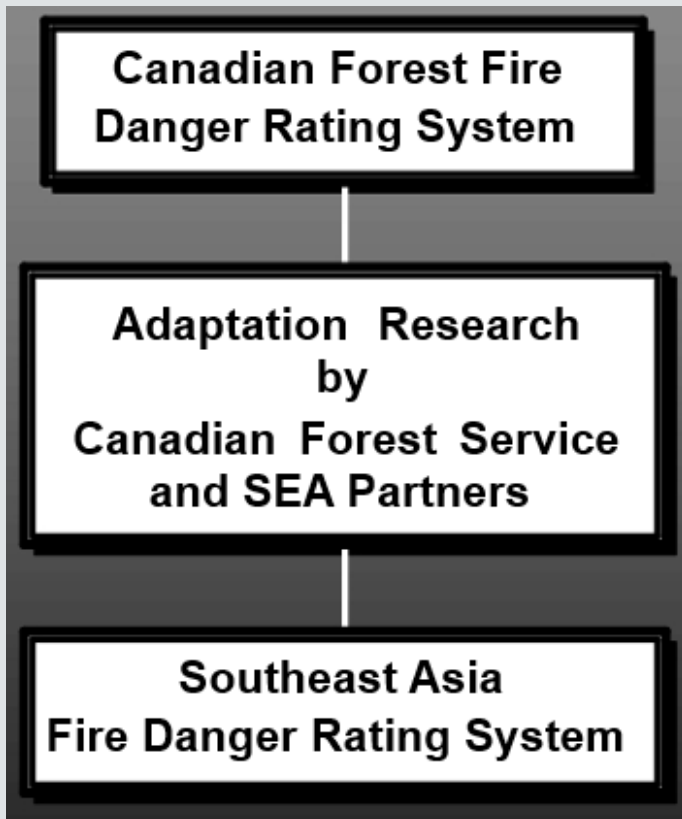 Canadian Forest Fire
Danger Rating System
Adaptation Research
by
Canadian Forest Service
and SEA Partners
Southeast Asia
Fire Danger Rating System